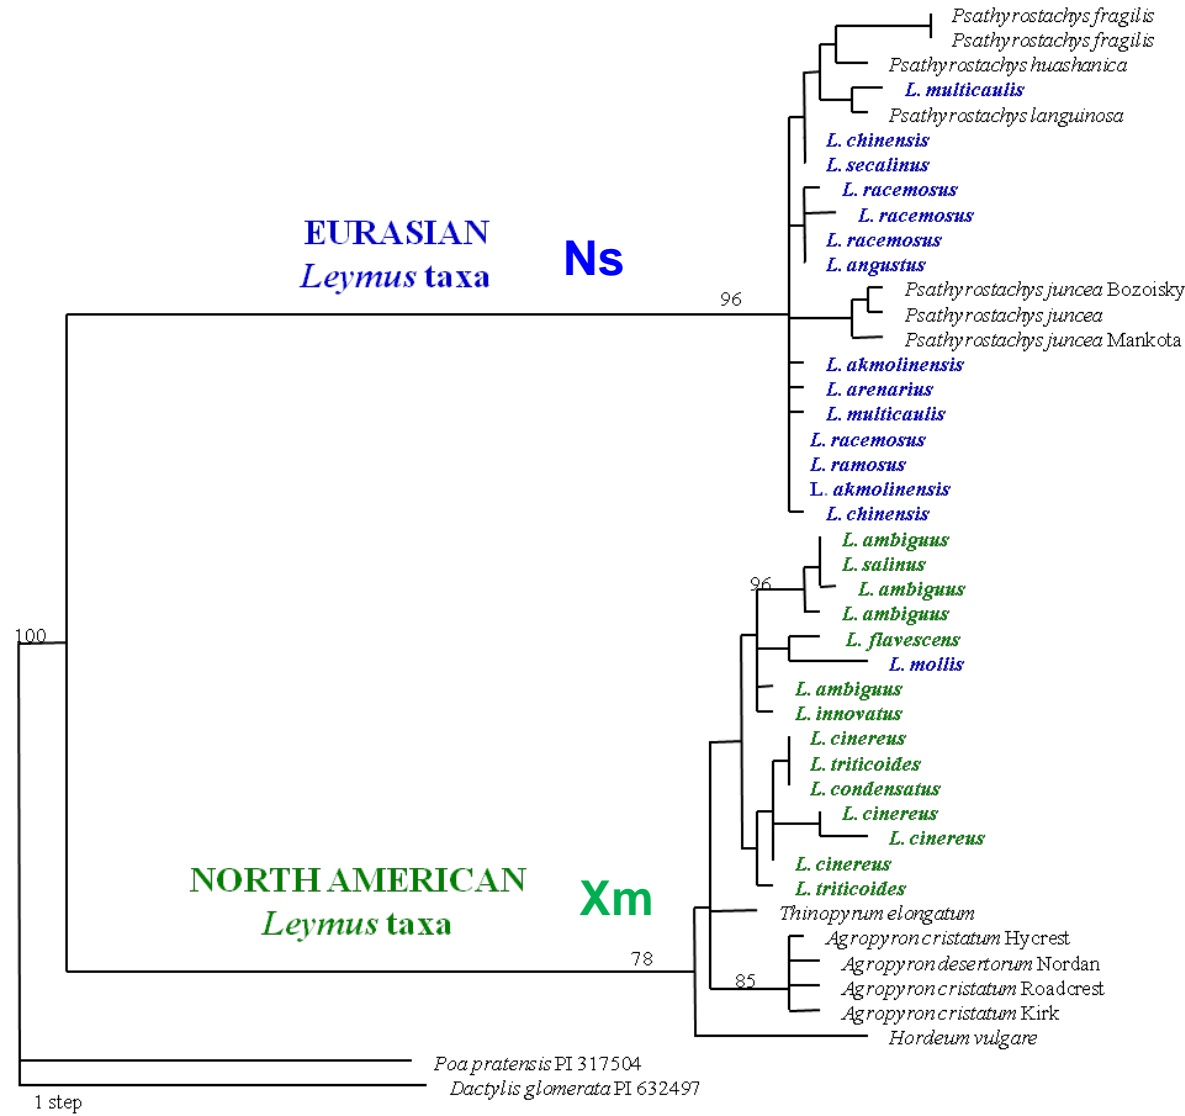 Psathyrostachys fragilis
Psathyrostachys fragilis
Psathyrostachys huashanica
L. multicaulis
Psathyrostachys languinosa
L. chinensis
L. secalinus
L. racemosus
L. racemosus
L. racemosus
L. angustus
EURASIAN
Leymus taxa
Ns
96
Psathyrostachys juncea Bozoisky
Psathyrostachys juncea
Psathyrostachys juncea Mankota
L. akmolinensis
L. arenarius
L. multicaulis
L. racemosus
L. ramosus
L. akmolinensis
L. chinensis
L. ambiguus
L. salinus
96
L. ambiguus
L. ambiguus
100
L. flavescens
L. mollis
L. ambiguus
L. innovatus
L. cinereus
L. triticoides
L. condensatus
L. cinereus
L. cinereus
L. cinereus
L. triticoides
NORTH AMERICAN
Leymus taxa
Xm
78
Thinopyrum elongatum
Agropyron cristatum Hycrest
Agropyron desertorum Nordan
85
Agropyron cristatum Roadcrest
Agropyron cristatum Kirk
Hordeum vulgare
Poa pratensis PI 317504
Dactylis glomerata PI 632497
1 step